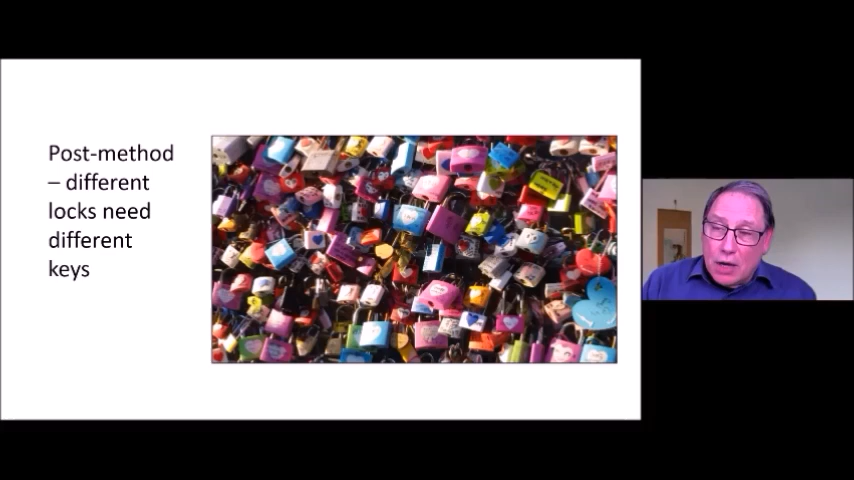 Post-method
– different
locks need
different
keys